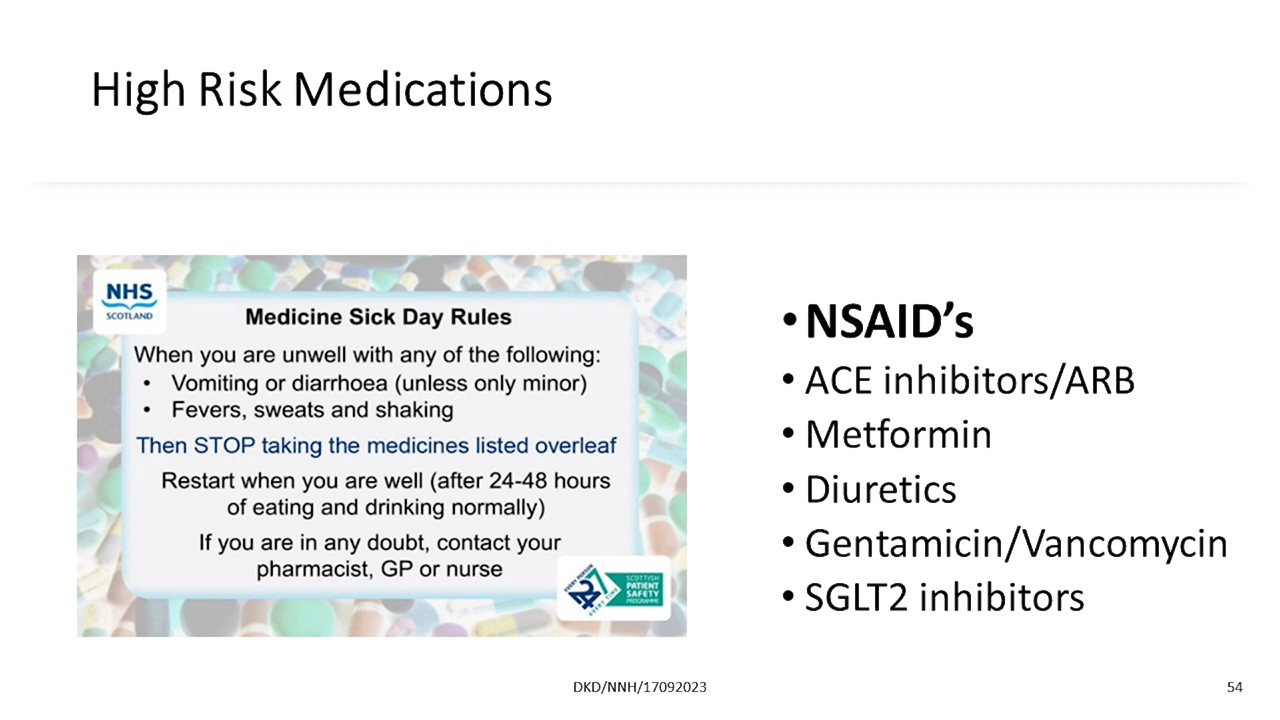 High Risk Medications
NHS
SCOTLAND
Medicine Sick Day Rules
When you are unwell with any of the following:
• Vomiting or diarrhoea (unless only minor)
• Fevers, sweats and shaking
Then STOP taking the medicines listed overleaf
Restart when you are well (after 24-48 hours
of eating and drinking normally)
If you are in any doubt, contact your
pharmacist, GP or nurse
EVERY PERSON
EVERY TIME
SCOTTISH
PATIENT
SAFETY
PROGRAMME
• NSAID’s
• ACE inhibitors/ARB
• Metformin
• Diuretics
• Gentamicin/Vancomycin
• SGLT2 inhibitors
DKD/NNH/17092023
54